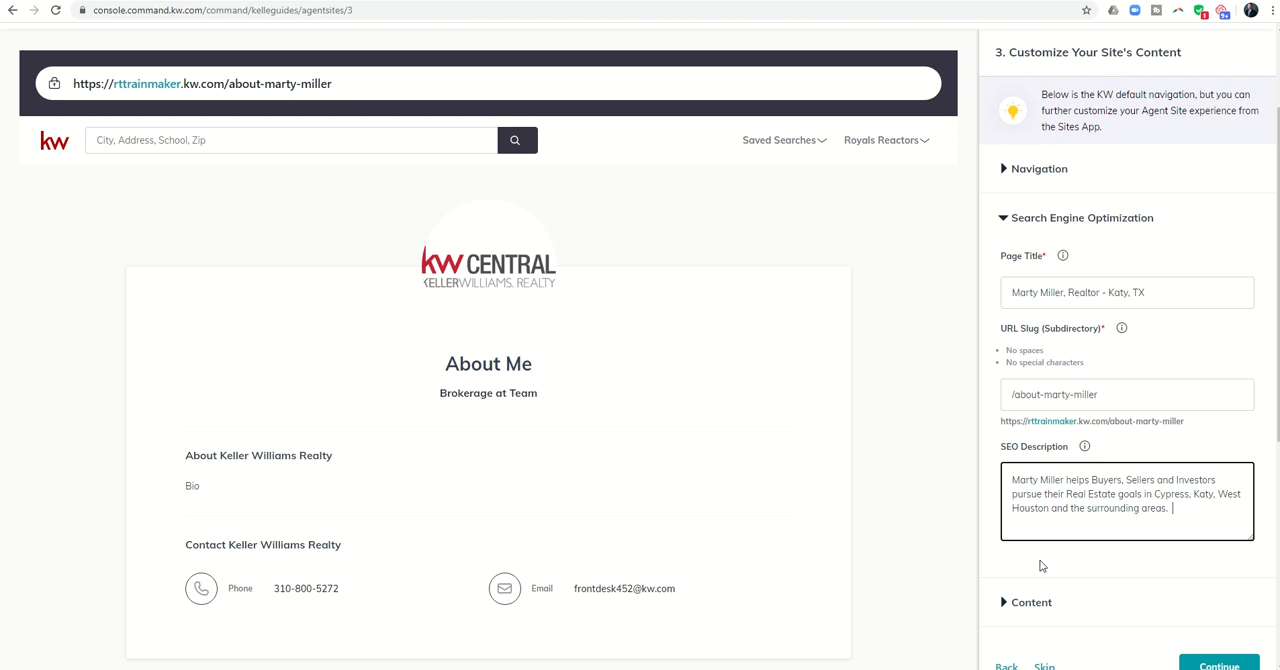 console.command.kw.com/command/kelleguides/agentsites/3
1
9+
https://rttrainmaker.kw.com/about-marty-miller
kw
City, Address, School, Zip
Saved Searches
Royals Reactors
kw CENTRAL
KELLERWILLIAMS. REALTY
About Me
Brokerage at Team
About Keller Williams Realty
Bio
Contact Keller Williams Realty
Phone
310-800-5272
Email
frontdesk452@kw.com
3. Customize Your Site's Content
Below is the KW default navigation, but you can
further customize your Agent Site experience from
the Sites App.
Navigation
Search Engine Optimization
Page Title*
Marty Miller, Realtor - Katy, TX
URL Slug (Subdirectory)*
• No spaces
• No special characters
/about-marty-miller
https://rttrainmaker.kw.com/about-marty-miller
SEO Description
Marty Miller helps Buyers, Sellers and Investors
pursue their Real Estate goals in Cypress, Katy, West
Houston and the surrounding areas.
Content
Back
Skip
Continue